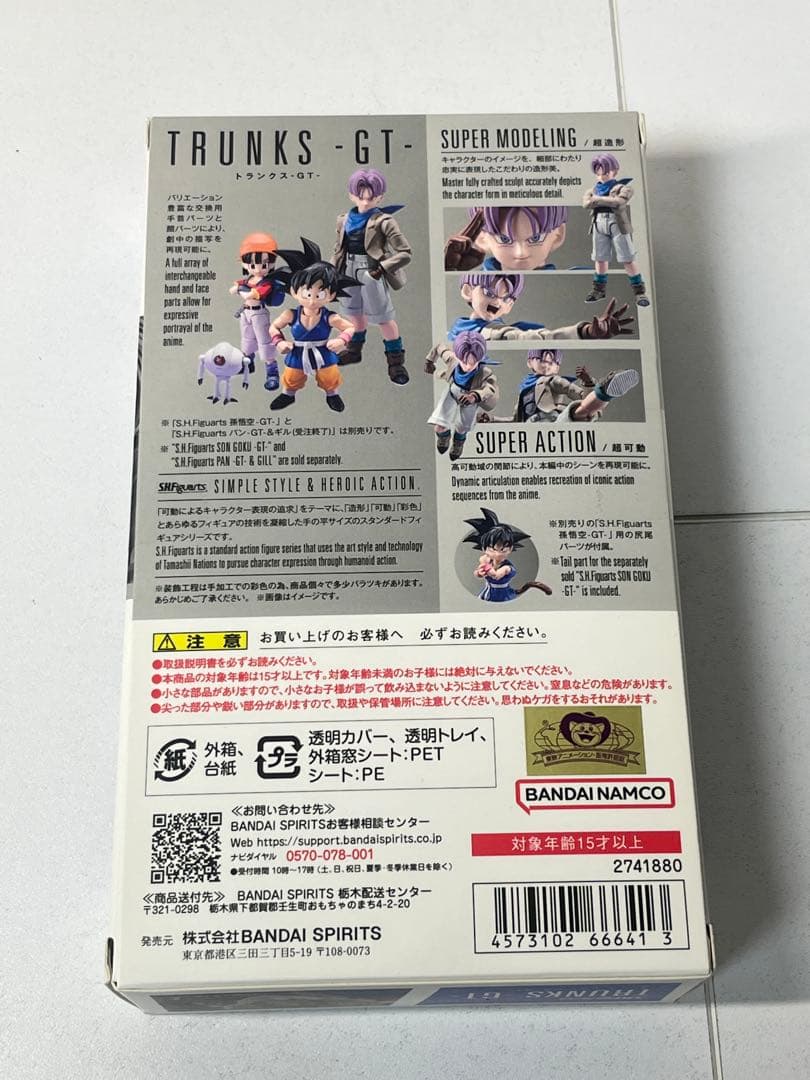 TRUNKS -GT-
トランクス-GT-
バリエーション
豊富な交換用
手首パーツと
顔パーツにより、
劇中の描写を
再現可能に。
A full array of
interchangeable
hand and face
parts allow for
expressive
portrayal of the
anime.
※「S.H.Figuarts 孫悟空-GT-」と
「S.H.Figuarts パン-GT-&ギル(受注終了)」は別売りです。
※ "S.H.Figuarts SON GOKU -GT-" and
"S.H.Figuarts PAN -GT- & GILL" are sold separately.
SUPER MODELING / 超造形
キャラクターのイメージを、細部にわたり
忠実に表現したこだわりの造形美。
Master fully crafted sculpt accurately depicts
the character form in meticulous detail.
SUPER ACTION / 超可動
高可動域の関節により、本編中のシーンを再現可能に。
Dynamic articulation enables recreation of iconic action
sequences from the anime.
※別売りの「S.H.Figuarts
孫悟空-GT-」用の尻尾
パーツが付属。
※Tail part for the separately
sold "S.H.Figuarts SON GOKU
-GT-" is included.
S.H.Figuarts SIMPLE STYLE & HEROIC ACTION.
「可動によるキャラクター表現の追求」をテーマに、「造形」「可動」「彩色」
とあらゆるフィギュアの技術を凝縮した手の平サイズのスタンダードフィ
ギュアシリーズです。
S.H.Figuarts is a standard action figure series that uses the art style and technology
of Tamashii Nations to pursue character expression through humanoid action.
※装飾工程は手加工での彩色の為、商品個々で多少バラツキがあります。
あらかじめご了承ください。 ※画像はイメージです。
注意 お買い上げのお客様へ 必ずお読みください。
●取扱説明書を必ずお読みください。
●本商品の対象年齢は15才以上です。対象年齢未満のお子様には絶対に与えないでください。
●小さな部品がありますので、小さなお子様が誤って飲み込まないように注意してください。窒息などの危険があります。
●尖った部分や鋭い部分がありますので、取扱や保管場所に注意してください。思わぬケガをするおそれがあります。
紙 外箱、
台紙
プラ 透明カバー、透明トレイ、
外箱窓シート:PET
シート:PE
東映アニメーション・版権許諾証
BANDAI NAMCO
≪お問い合わせ先≫
BANDAI SPIRITSお客様相談センター
Web https://support.bandaispirits.co.jp
ナビダイヤル 0570-078-001
●受付時間 10時～17時(土、日、祝日、夏季・冬季休業日を除く)
≪商品送付先≫ BANDAI SPIRITS 栃木配送センター
〒321-0298 栃木県下都賀郡壬生町おもちゃのまち4-2-20
発売元 株式会社BANDAI SPIRITS
東京都港区三田三丁目5-19 〒108-0073
対象年齢15才以上
2741880
4573102 66641 3
TRUNKS GT